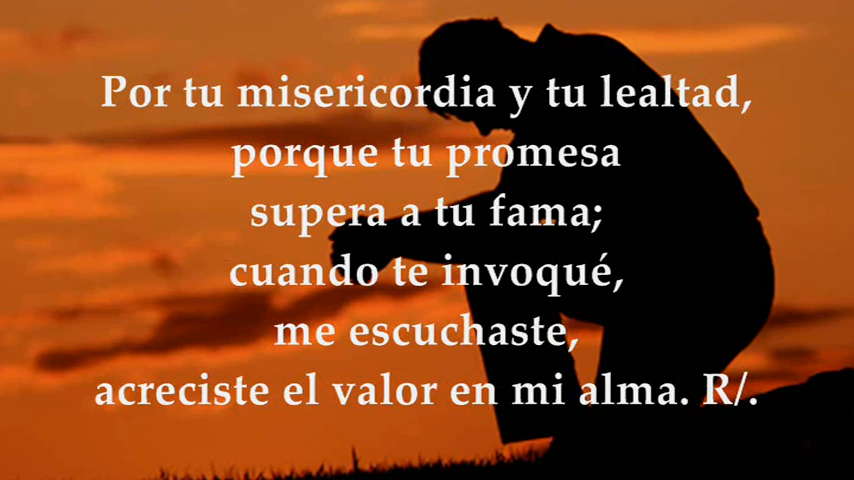 Por tu misericordia y tu lealtad,
porque tu promesa
supera a tu fama;
cuando te invoqué,
me escuchaste,
acreciste el valor en mi alma. R/.